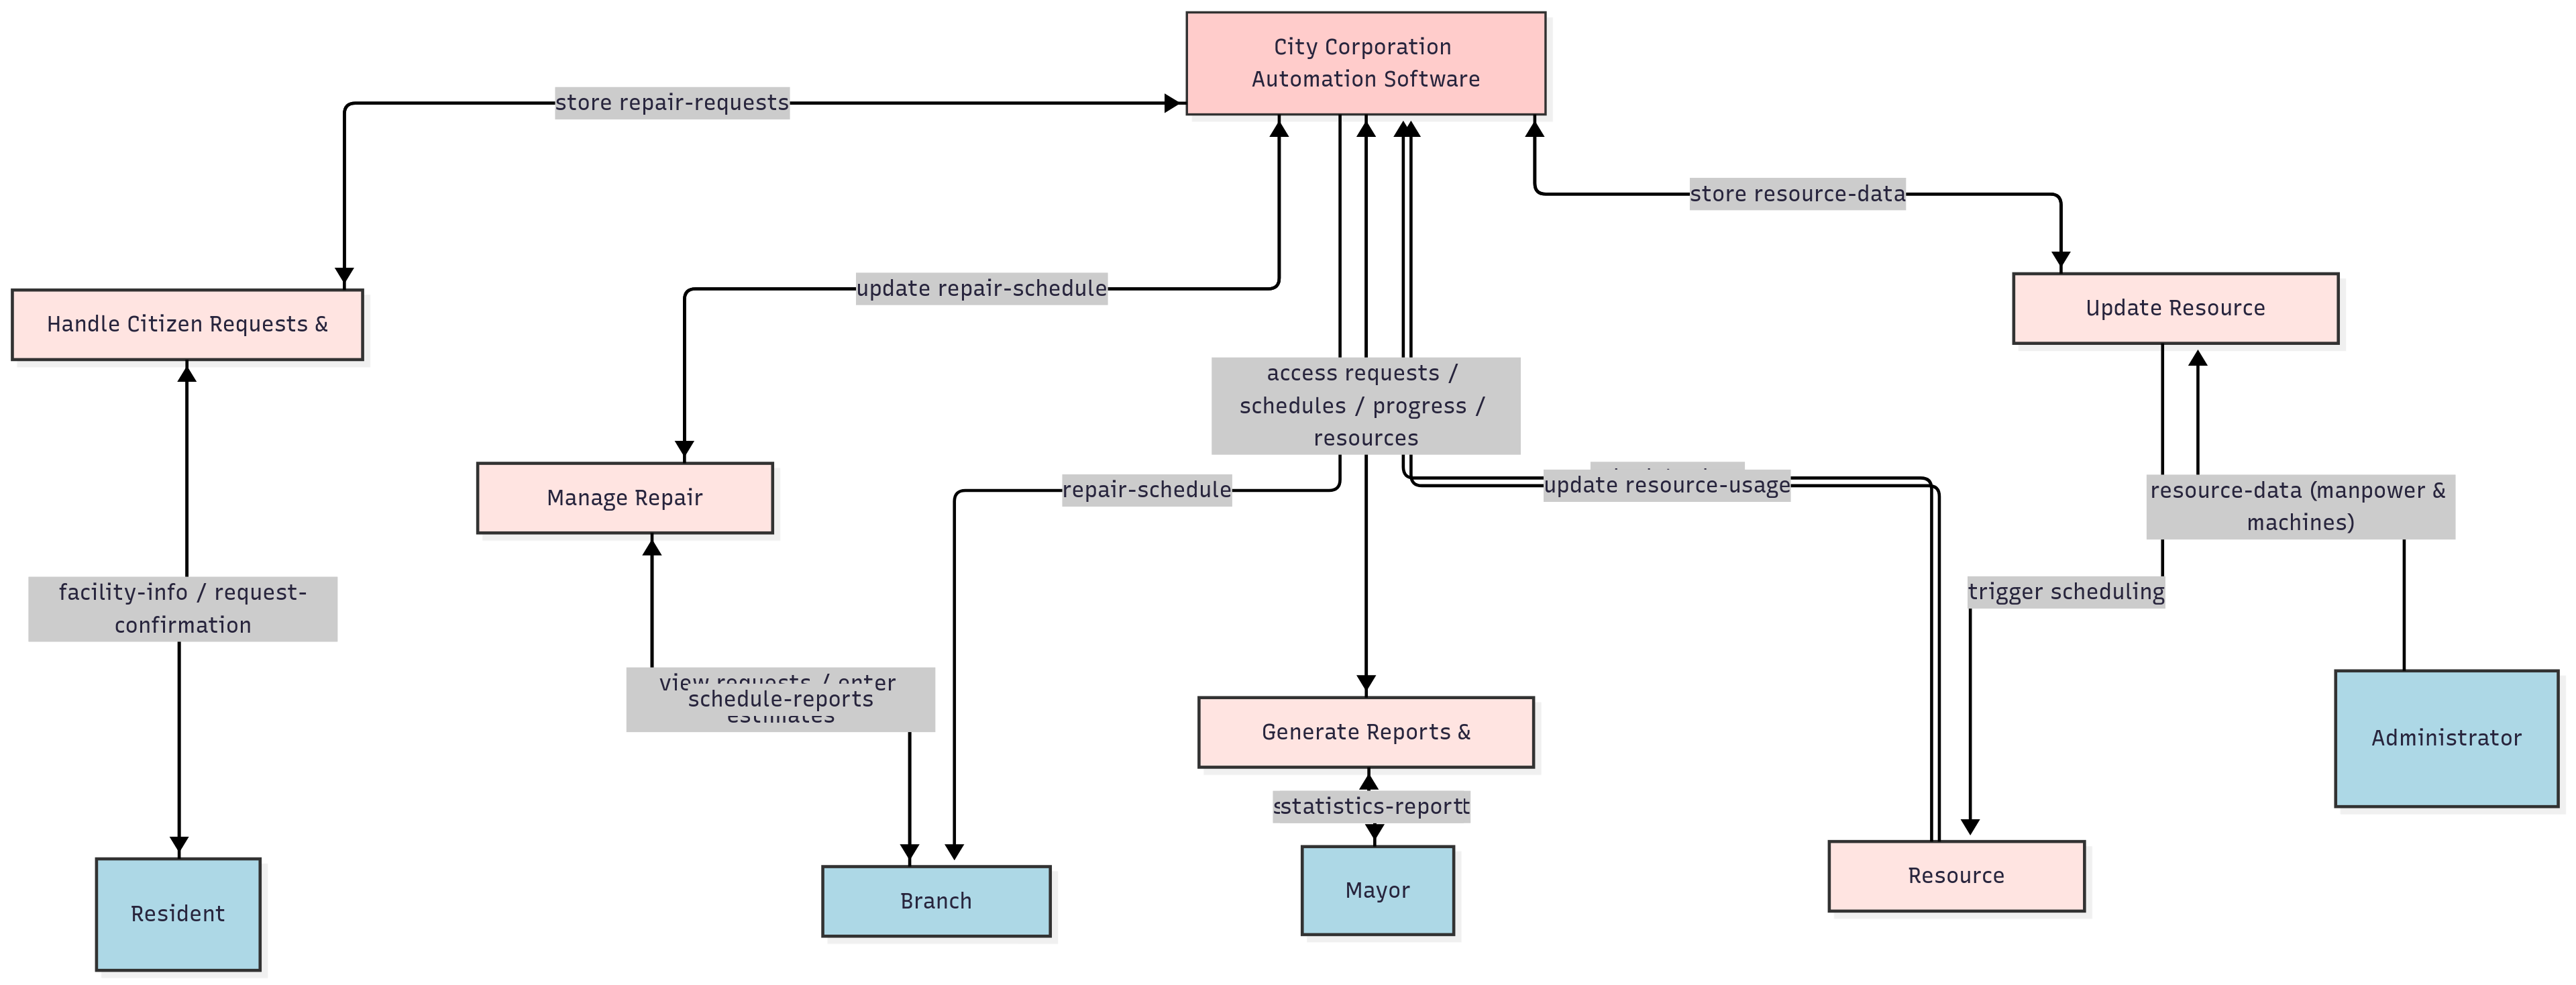 City Corporation
Automation Software
store repair-requests
store resource-data
update repair-schedule
Handle Citizen Requests &
Update Resource
access requests /
schedules / progress /
resources
Manage Repair
repair-schedule
update resource-usage
resource-data (manpower &
machines)
facility-info / request-
confirmation
trigger scheduling
view requests / enter
schedule-reports
estimates
Generate Reports &
Administrator
statistics-report
Resource
Mayor
Branch
Resident